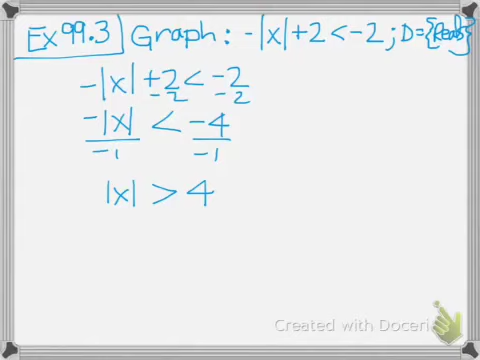 Ex 99.3 Graph: -|x|+2<-2; D={Reals}
-|x|+2<-2
-2 -2
-|x| < -4
-1 -1
|x| > 4
Created with Doceri